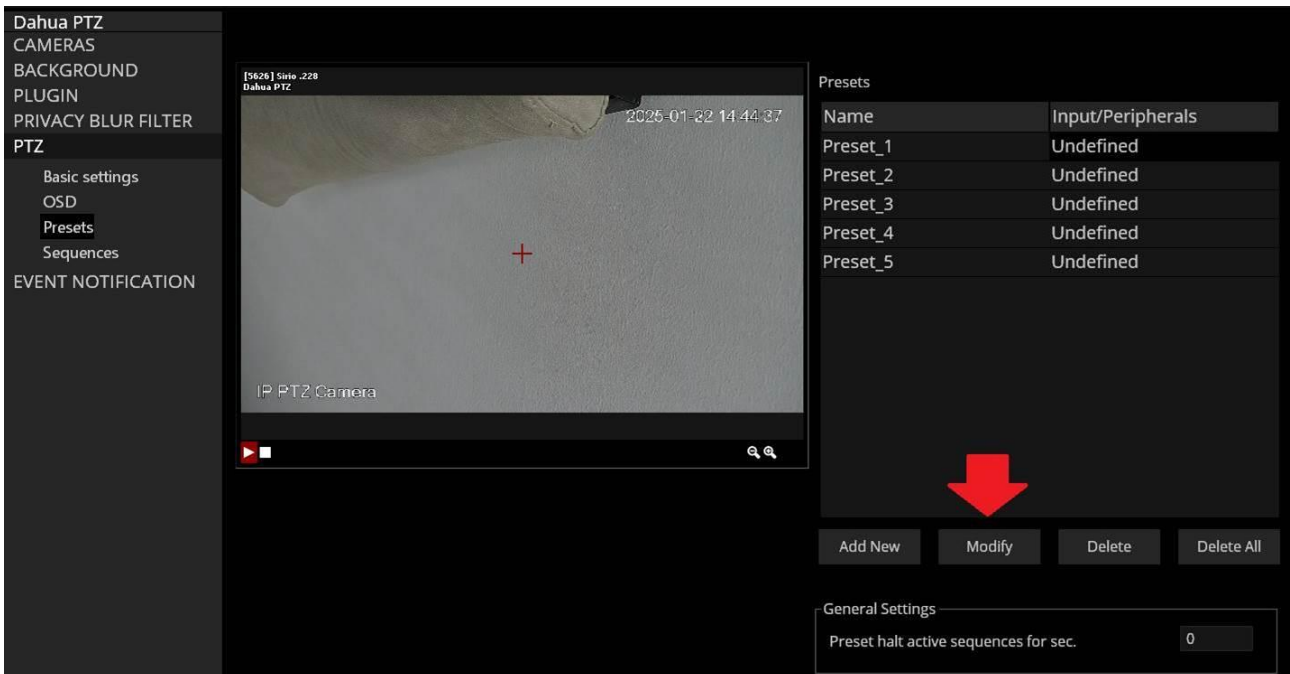 Dahua PTZ
CAMERAS
BACKGROUND
PLUGIN
PRIVACY BLUR FILTER
PTZ
Basic settings
OSD
Presets
Sequences
EVENT NOTIFICATION
[5626] Sirio .228
Dahua PTZ
2025-01-22 14:44:37
IP PTZ Camera
Presets
Name Input/Peripherals
Preset_1 Undefined
Preset_2 Undefined
Preset_3 Undefined
Preset_4 Undefined
Preset_5 Undefined
Add New Modify Delete Delete All
General Settings
Preset halt active sequences for sec. 0